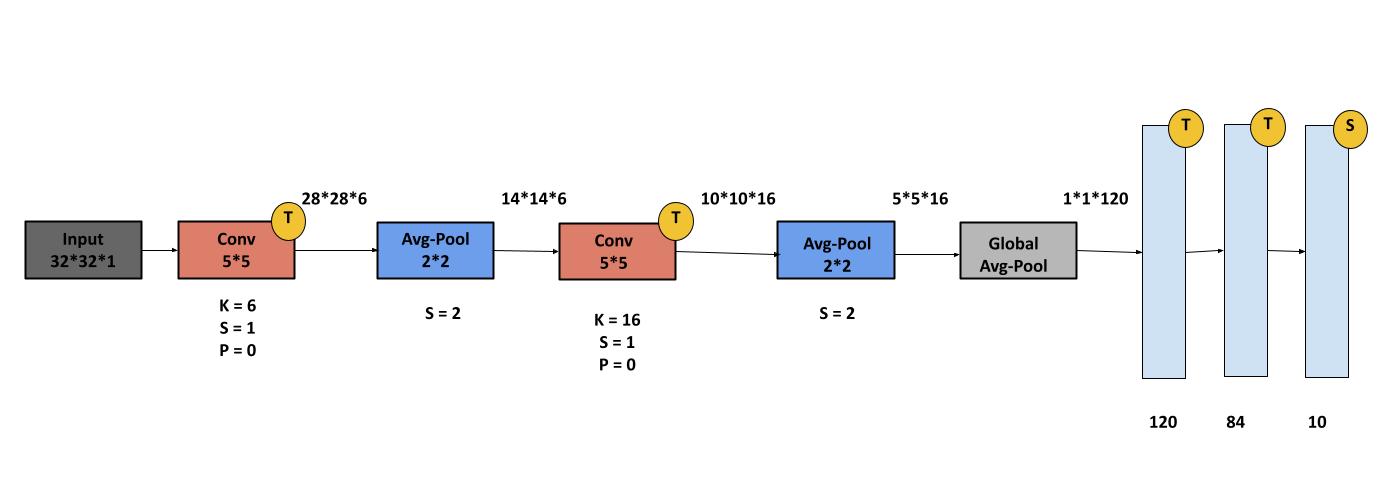 Input
32*32*1
Conv
5*5
T
K = 6
S = 1
P = 0
28*28*6
Avg-Pool
2*2
S = 2
14*14*6
Conv
5*5
T
K = 16
S = 1
P = 0
10*10*16
Avg-Pool
2*2
S = 2
5*5*16
Global
Avg-Pool
1*1*120
T
120
T
84
S
10